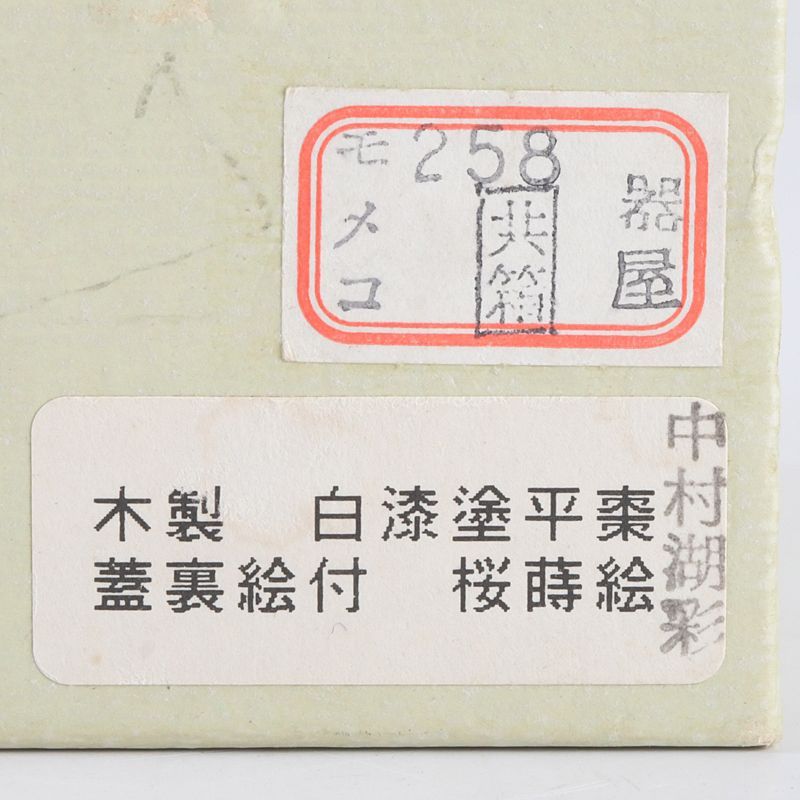 器屋
258
共箱
モメコ
木製 白漆塗平棗
蓋裏絵付 桜蒔絵
中村湖彩